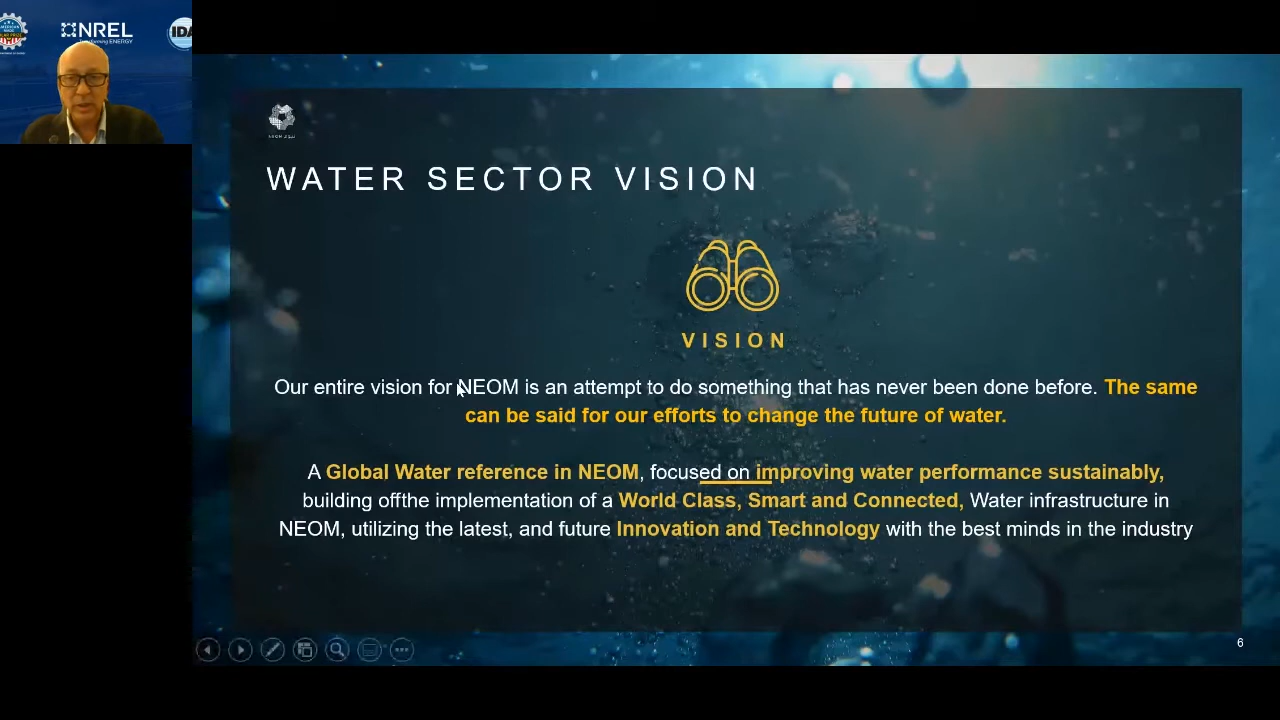 NREL
Transforming ENERGY
IDA
NEOM نيوم
WATER SECTOR VISION
VISION
Our entire vision for NEOM is an attempt to do something that has never been done before. The same
can be said for our efforts to change the future of water.
A Global Water reference in NEOM, focused on improving water performance sustainably,
building offthe implementation of a World Class, Smart and Connected, Water infrastructure in
NEOM, utilizing the latest, and future Innovation and Technology with the best minds in the industry
6